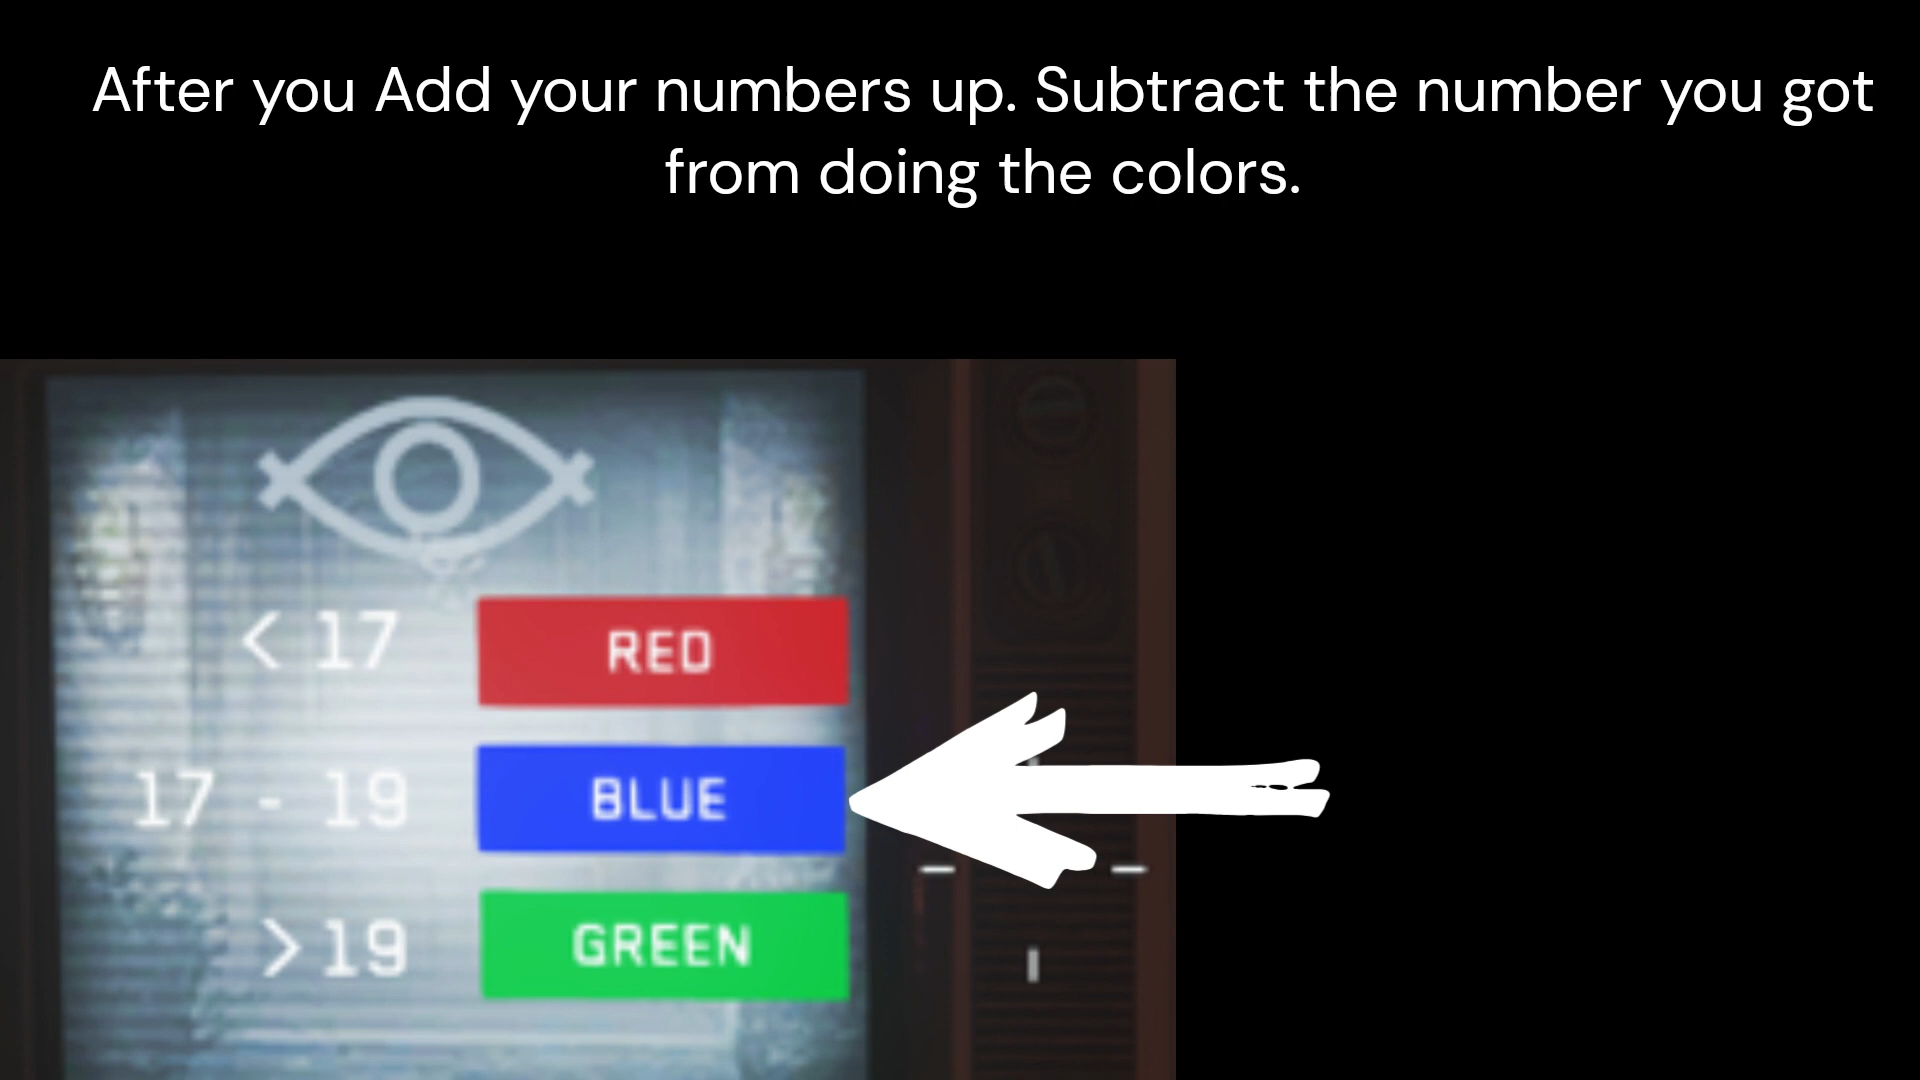 After you Add your numbers up. Subtract the number you got
from doing the colors.
< 17 RED
17 - 19 BLUE
> 19 GREEN